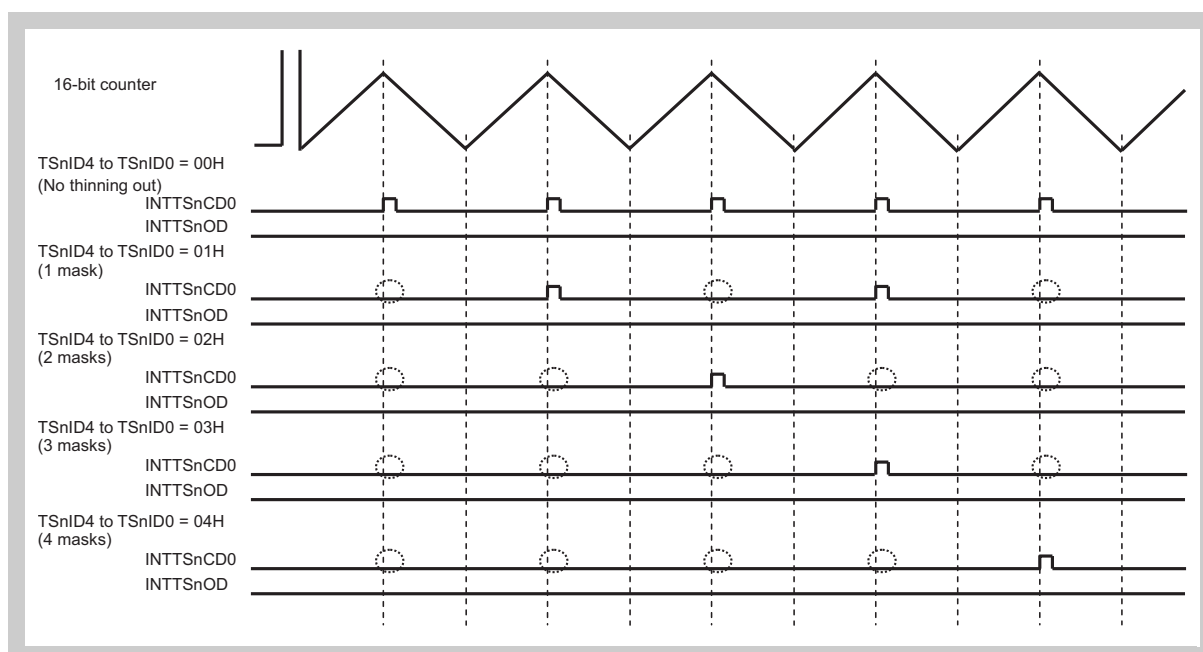 16-bit counter
TSnID4 to TSnID0 = 00H
(No thinning out)
INTTSnCD0
INTTSnOD
TSnID4 to TSnID0 = 01H
(1 mask)
INTTSnCD0
INTTSnOD
TSnID4 to TSnID0 = 02H
(2 masks)
INTTSnCD0
INTTSnOD
TSnID4 to TSnID0 = 03H
(3 masks)
INTTSnCD0
INTTSnOD
TSnID4 to TSnID0 = 04H
(4 masks)
INTTSnCD0
INTTSnOD